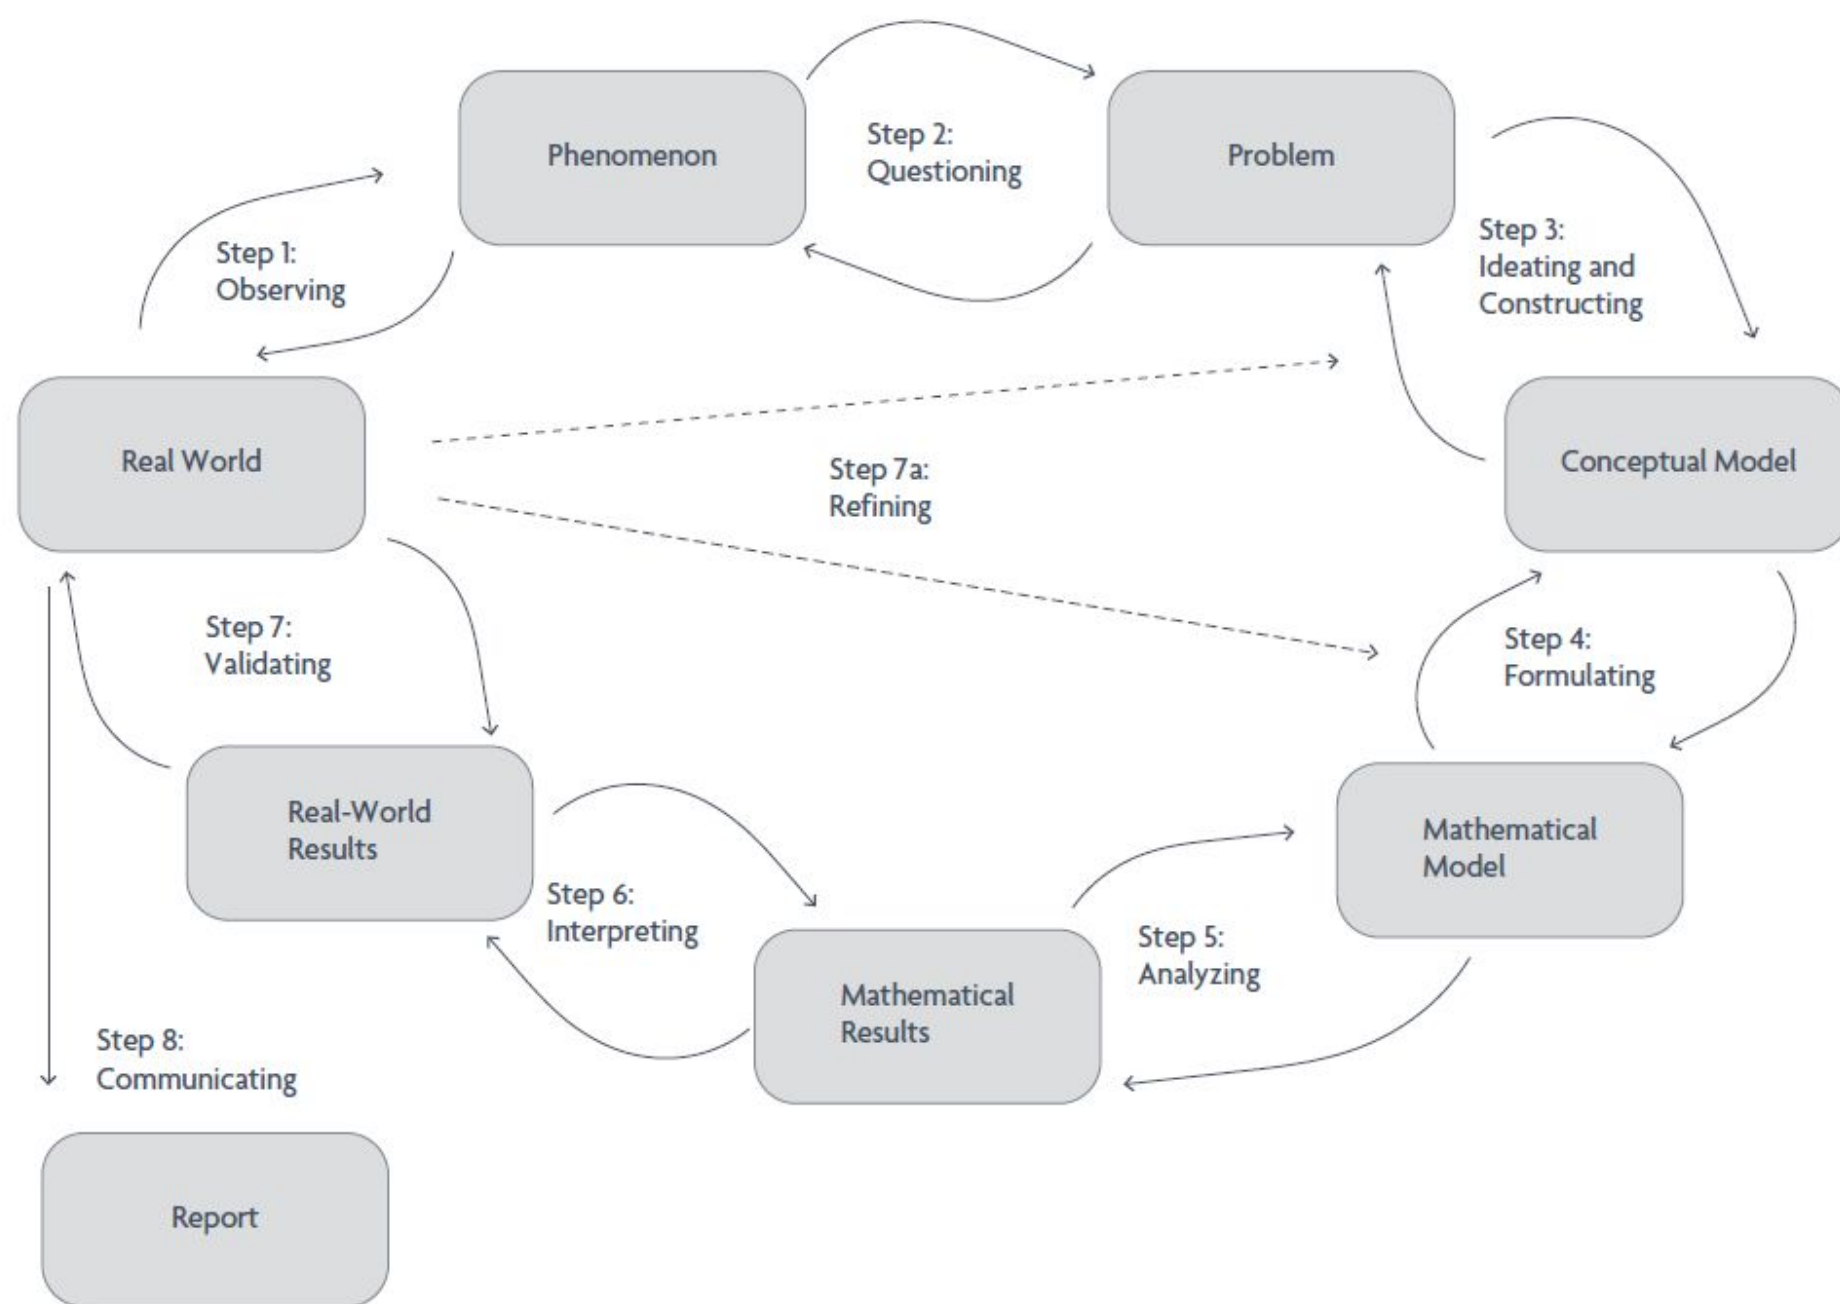 Phenomenon
Step 2:
Questioning
Problem
Step 1:
Observing
Step 3:
Ideating and
Constructing
Real World
Step 7a:
Refining
Conceptual Model
Step 7:
Validating
Step 4:
Formulating
Real-World
Results
Mathematical
Model
Step 6:
Interpreting
Step 5:
Analyzing
Mathematical
Results
Step 8:
Communicating
Report